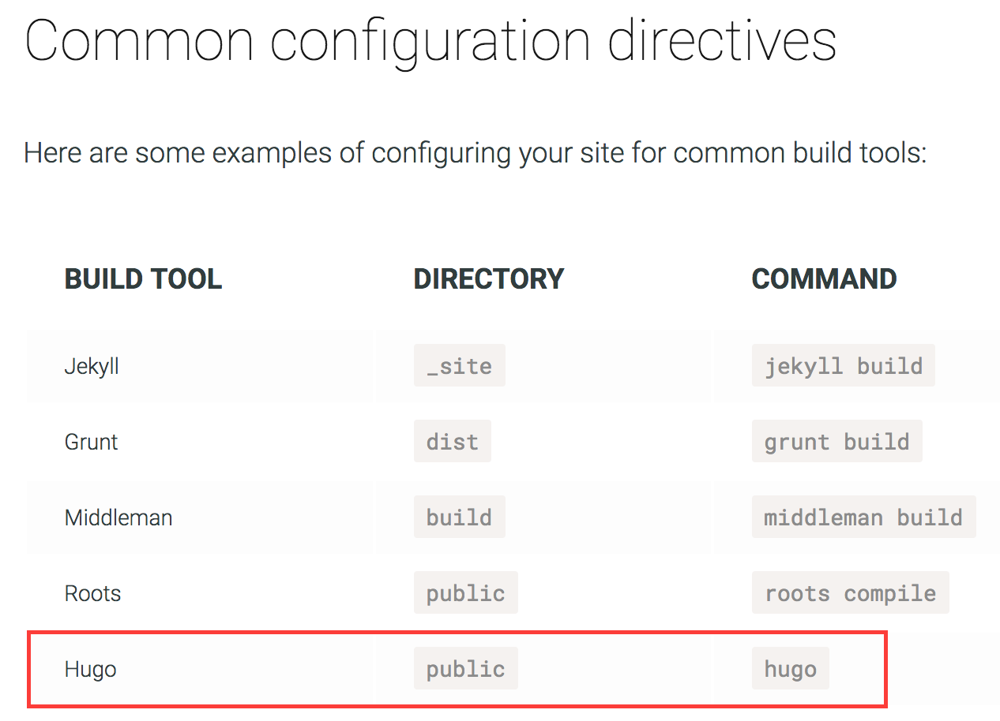 Common configuration directives
Here are some examples of configuring your site for common build tools:
BUILD TOOL DIRECTORY COMMAND
Jekyll _site jekyll build
Grunt dist grunt build
Middleman build middleman build
Roots public roots compile
Hugo public hugo